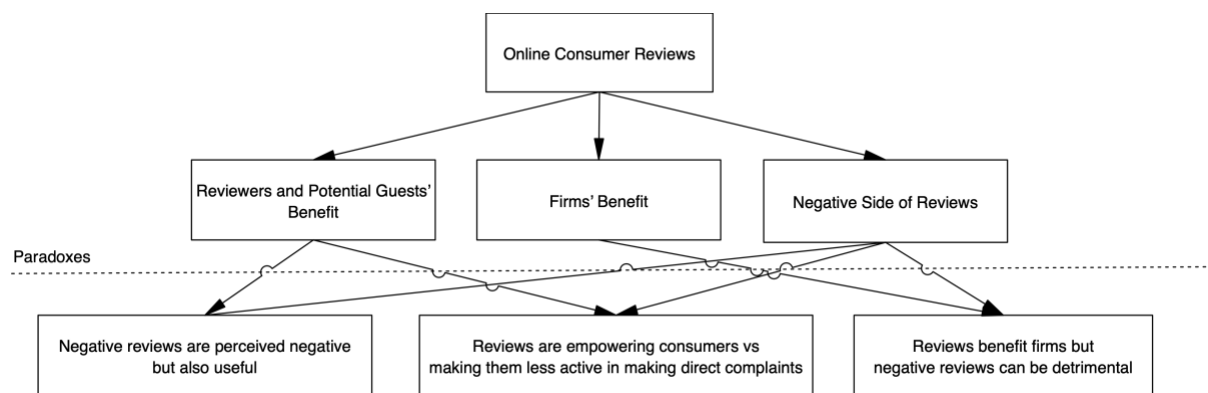 Online Consumer Reviews
Reviewers and Potential Guests’
Benefit
Firms’ Benefit
Negative Side of Reviews
Paradoxes
Negative reviews are perceived negative
but also useful
Reviews are empowering consumers vs
making them less active in making direct complaints
Reviews benefit firms but
negative reviews can be detrimental